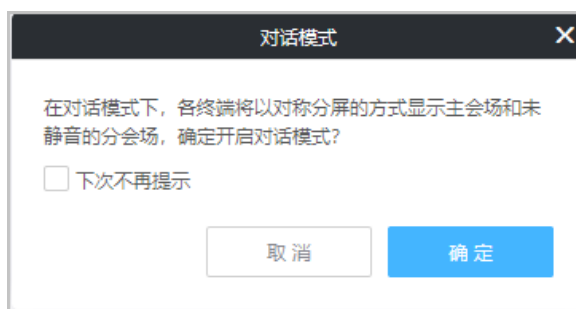 对话模式
在对话模式下，各终端将以对称分屏的方式显示主会场和未
静音的分会场，确定开启对话模式？
下次不再提示
取消
确定